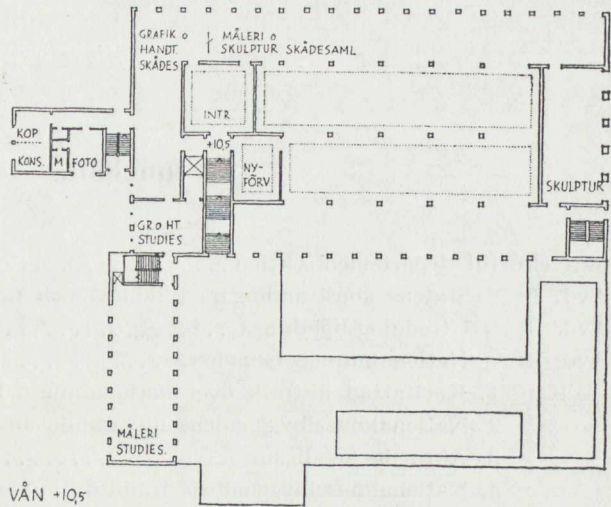 GRAFIK o
HANDT.
SKÅDES
MÅLERI o
SKULPTUR SKÅDESAML
INTR.
+10,5
KOP
KONS.
M
FOTO
NY-
FÖRV
SKULPTUR
GR.O HT.
STUDIES
MÅLERI
STUDIES.
VÅN +10,5